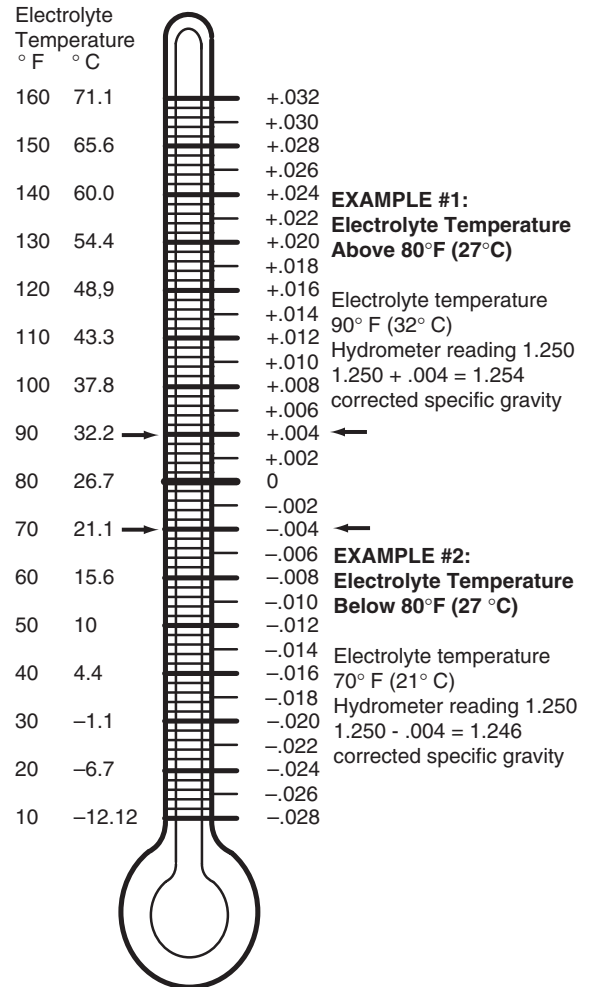 Electrolyte
Temperature
° F ° C
160 71.1 +.032
+.030
150 65.6 +.028
+.026
140 60.0 +.024
+.022
130 54.4 +.020
+.018
120 48,9 +.016
+.014
110 43.3 +.012
+.010
100 37.8 +.008
+.006
90 32.2 +.004
+.002
80 26.7 0
–.002
70 21.1 –.004
–.006
60 15.6 –.008
–.010
50 10 –.012
–.014
40 4.4 –.016
–.018
30 –1.1 –.020
–.022
20 –6.7 –.024
–.026
10 –12.12 –.028
EXAMPLE #1:
Electrolyte Temperature
Above 80°F (27°C)
Electrolyte temperature
90° F (32° C)
Hydrometer reading 1.250
1.250 + .004 = 1.254
corrected specific gravity
EXAMPLE #2:
Electrolyte Temperature
Below 80°F (27 °C)
Electrolyte temperature
70° F (21° C)
Hydrometer reading 1.250
1.250 - .004 = 1.246
corrected specific gravity